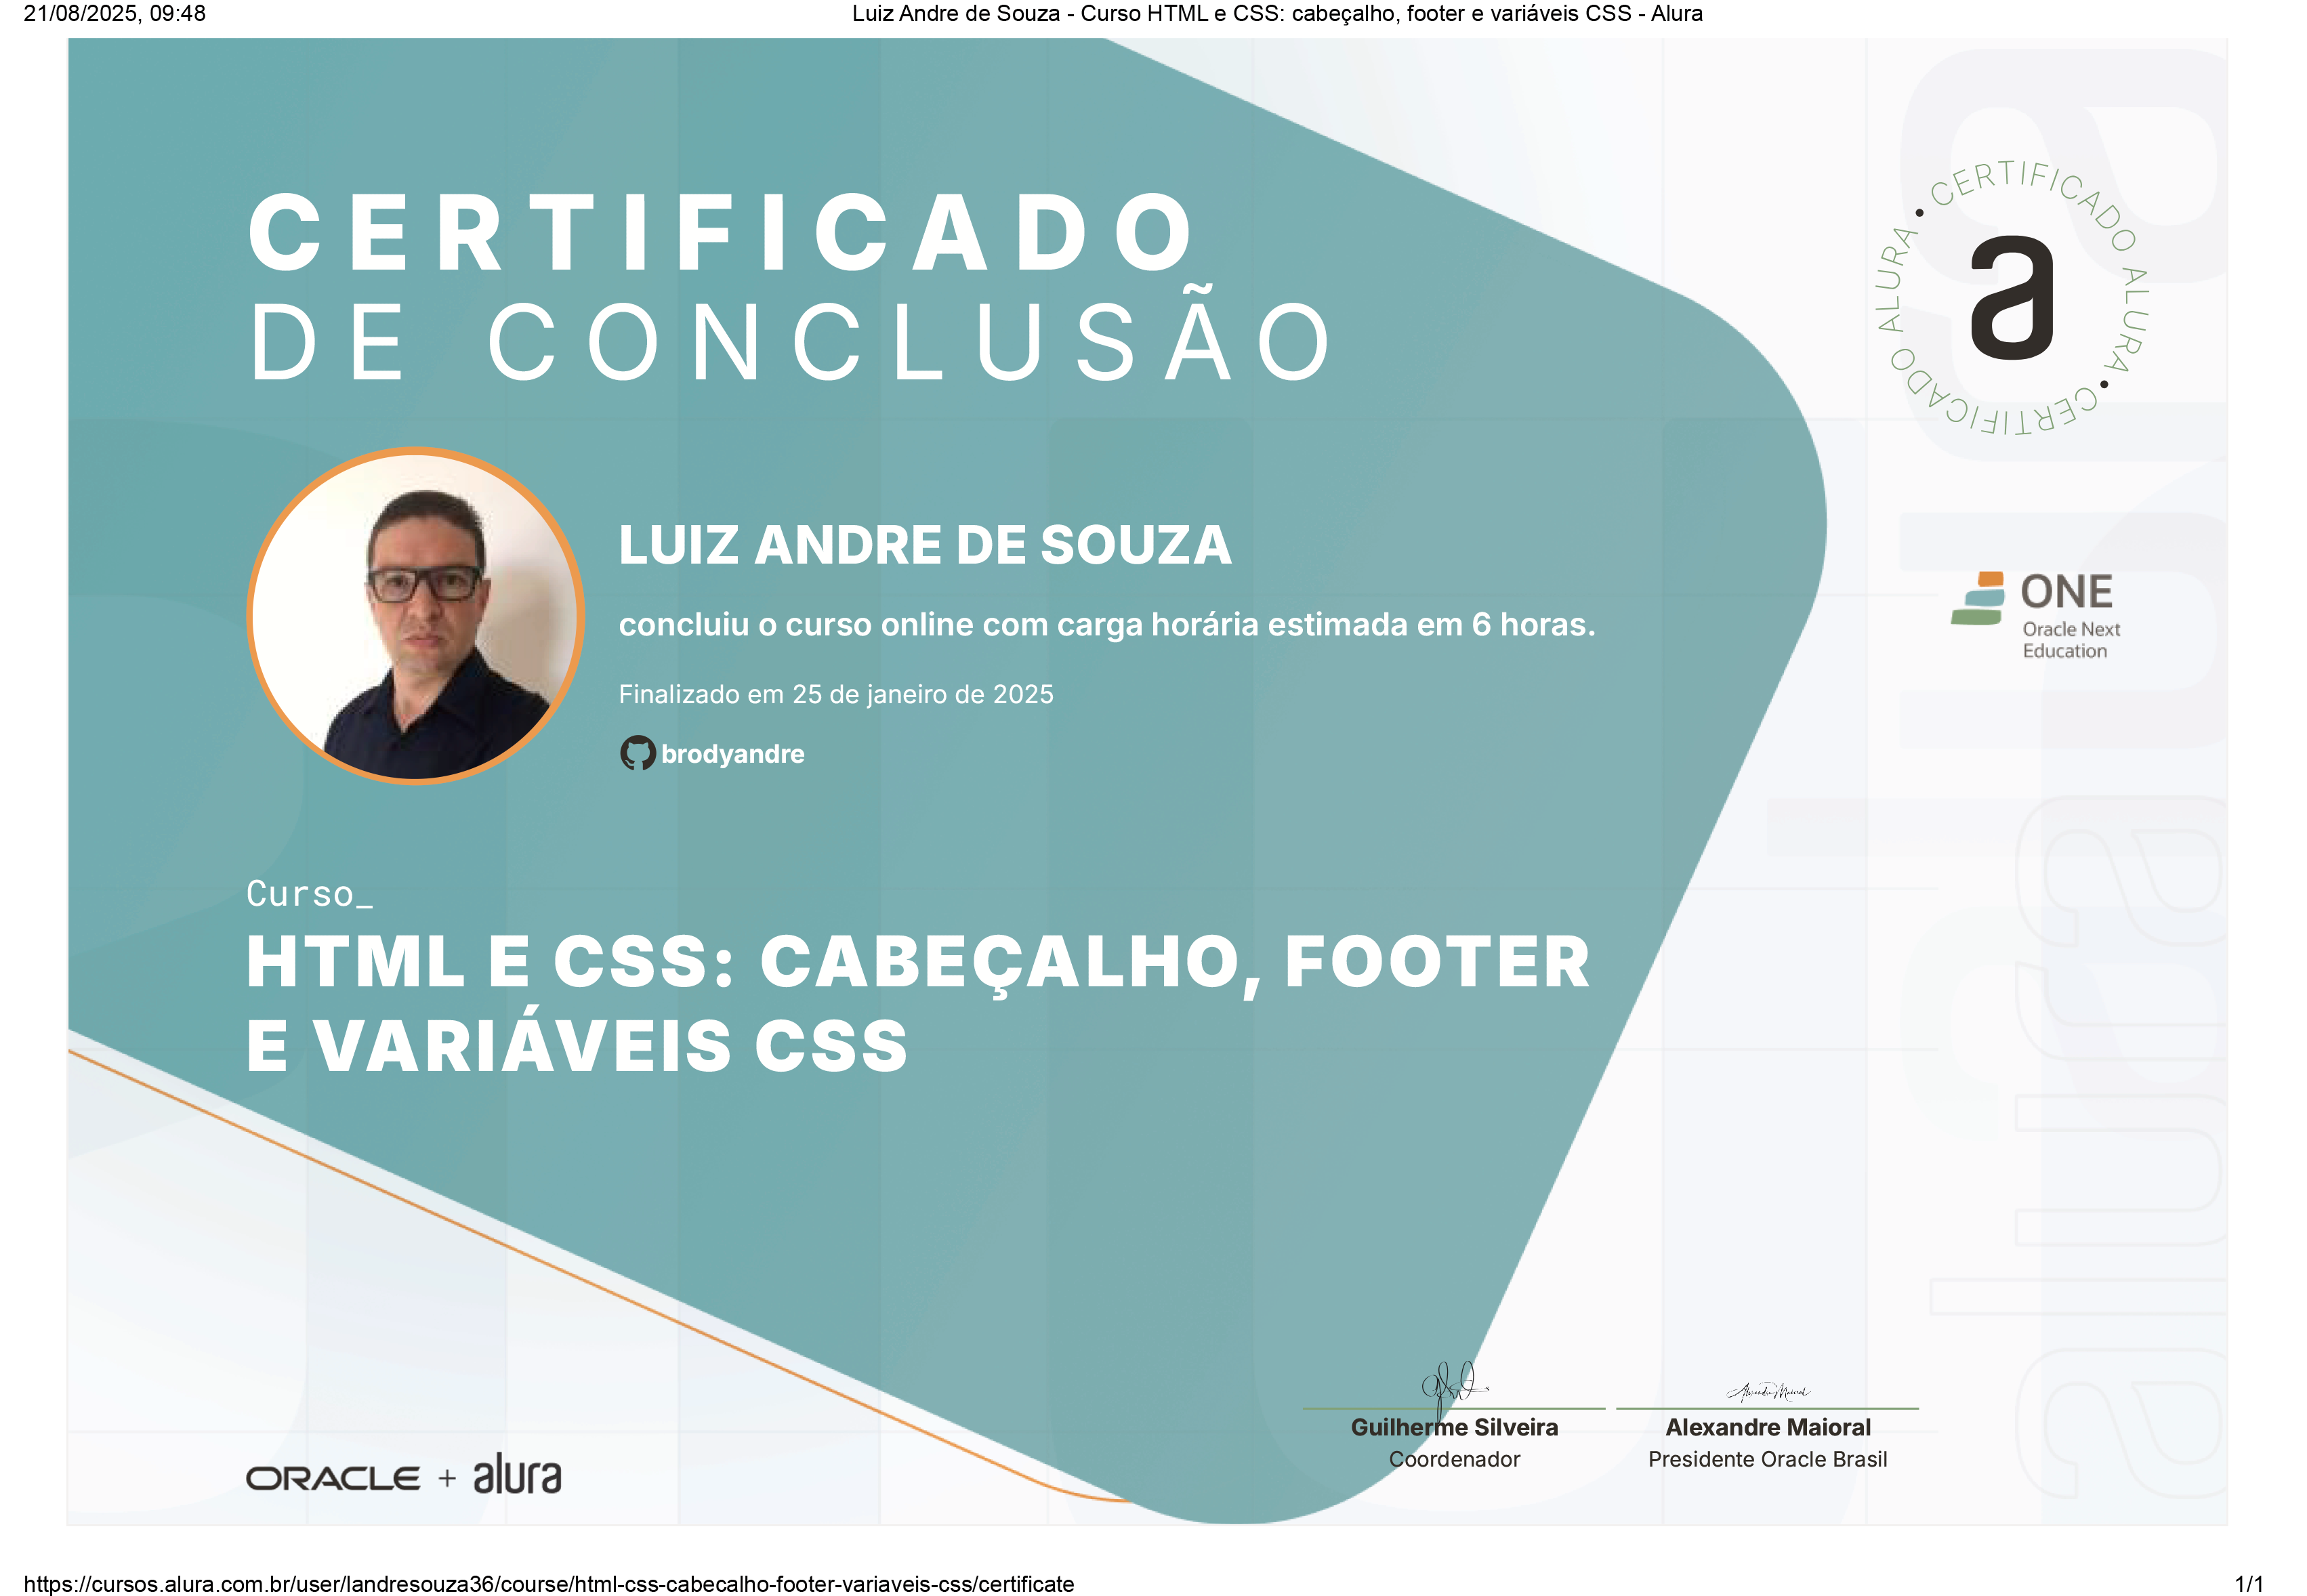 21/08/2025, 09:48
Luiz Andre de Souza - Curso HTML e CSS: cabeçalho, footer e variáveis CSS - Alura
CERTIFICADO
DE CONCLUSÃO
• CERTIFICADO ALURA • CERTIFICADO ALURA
a
LUIZ ANDRE DE SOUZA
concluiu o curso online com carga horária estimada em 6 horas.
Finalizado em 25 de janeiro de 2025
brodyandre
ONE
Oracle Next
Education
Curso_
HTML E CSS: CABEÇALHO, FOOTER
E VARIÁVEIS CSS
alura
Guilherme Silveira
Coordenador
Alexandre Maioral
Alexandre Maioral
Presidente Oracle Brasil
ORACLE + alura
https://cursos.alura.com.br/user/landresouza36/course/html-css-cabecalho-footer-variaveis-css/certificate
1/1